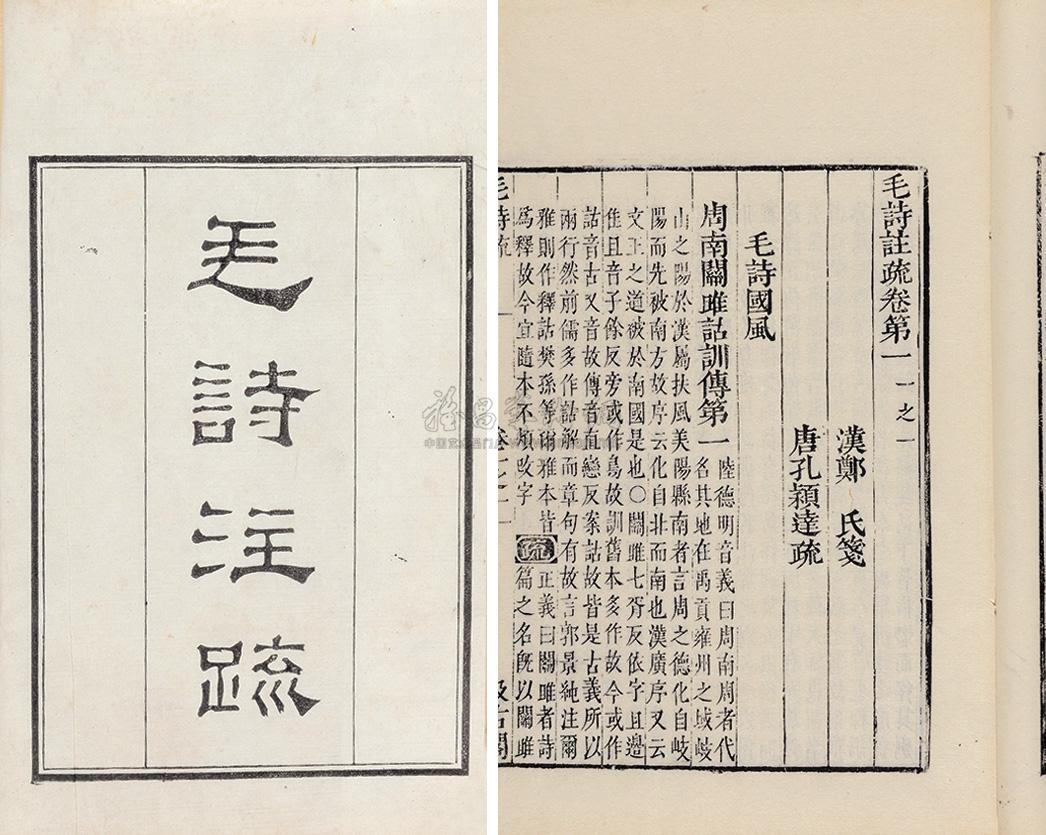 毛詩注疏
毛詩註疏卷第一 一之一
漢鄭 氏箋
唐孔穎達疏
毛詩國風
周南關雎詁訓傳第一 陸德明音義曰周南周者代
名其地在禹貢雍州之域岐
山之陽於漢屬扶風美陽縣南者言周之德化自岐
陽而先被南方故序云化自北而南也漢廣序又云
文王之道被於南國是也〇關雎七胥反依字且邉
隹且音子餘反旁或作鳥故訓舊本多作故今或作
詁音古又音故傳音直戀反案詁故皆是古義所以
兩行然前儒多作詁解而章句有故言郭景純注爾
雅則作釋詁樊孫等爾雅本皆
爲釋故今宜隨本不煩改字
疏 正義曰關雎者詩
篇之名既以關雎
毛詩疏
汲古閣